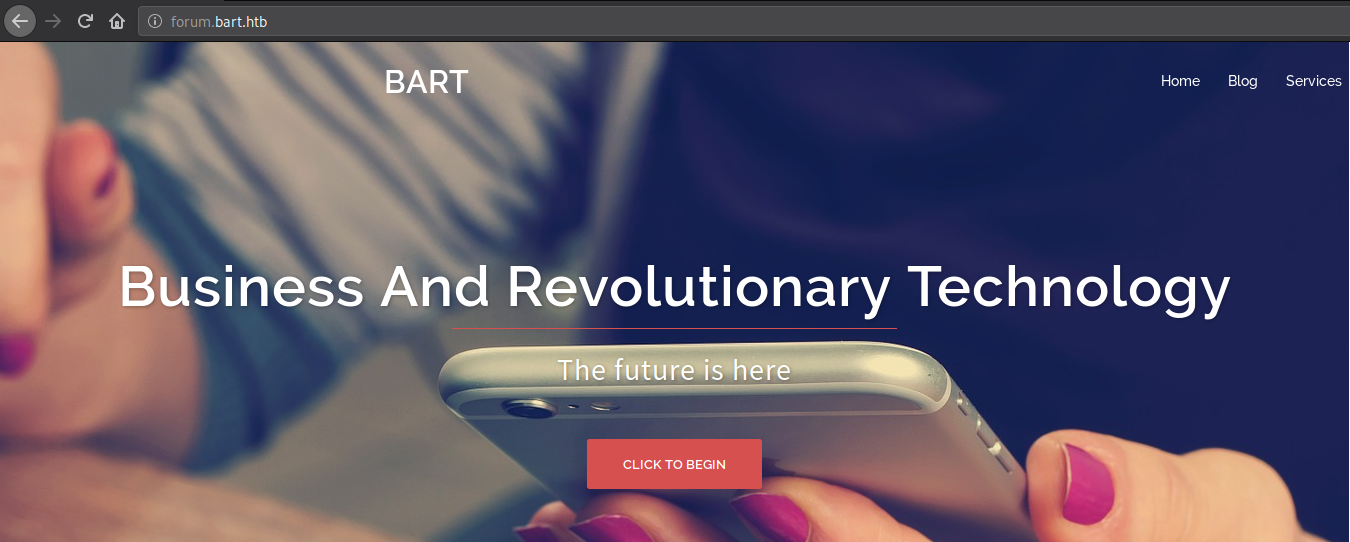 forum.bart.htb
BART
Home Blog Services
Business And Revolutionary Technology
The future is here
CLICK TO BEGIN